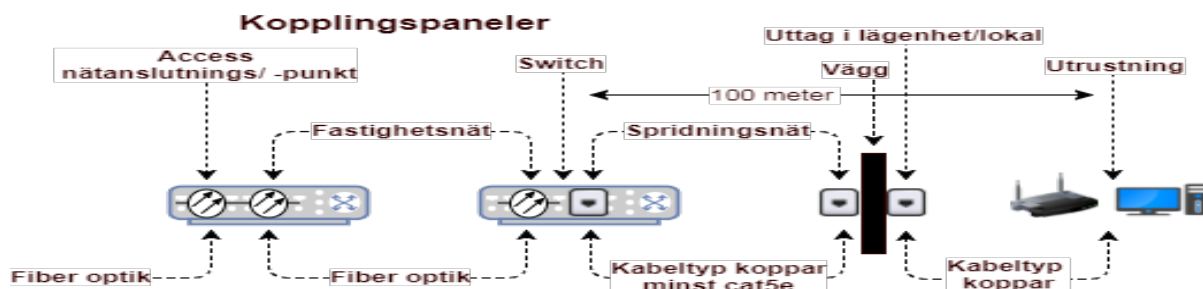 Kopplingspaneler
Access
nätanslutnings/ -punkt
Switch
Uttag i lägenhet/lokal
Vägg
Utrustning
100 meter
Fastighetsnät
Spridningsnät
Fiber optik
Fiber optik
Kabeltyp koppar
minst cat5e
Kabeltyp
koppar